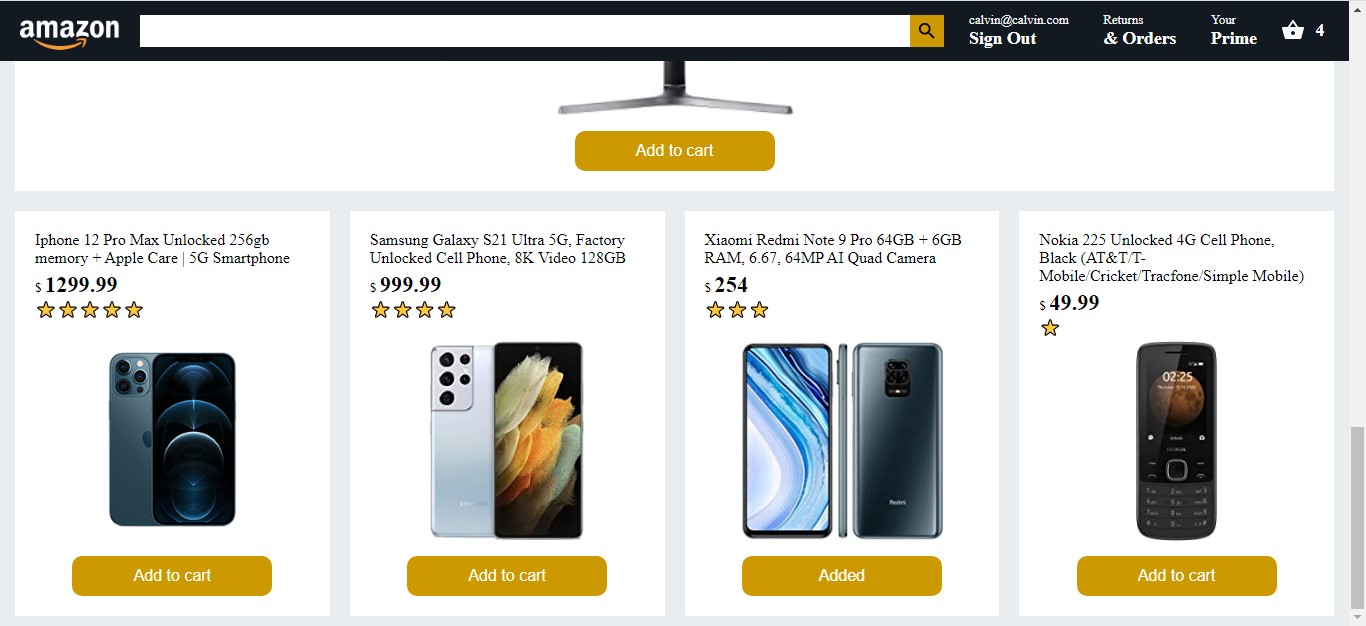 amazon
calvin@calvin.com
Sign Out
Returns
& Orders
Your
Prime
4
Add to cart
Iphone 12 Pro Max Unlocked 256gb
memory + Apple Care | 5G Smartphone
$ 1299.99
Samsung Galaxy S21 Ultra 5G, Factory
Unlocked Cell Phone, 8K Video 128GB
$ 999.99
Xiaomi Redmi Note 9 Pro 64GB + 6GB
RAM, 6.67, 64MP AI Quad Camera
$ 254
Nokia 225 Unlocked 4G Cell Phone,
Black (AT&T/T-
Mobile/Cricket/Tracfone/Simple Mobile)
$ 49.99
Redmi
02:25
NOKIA
Add to cart
Add to cart
Added
Add to cart